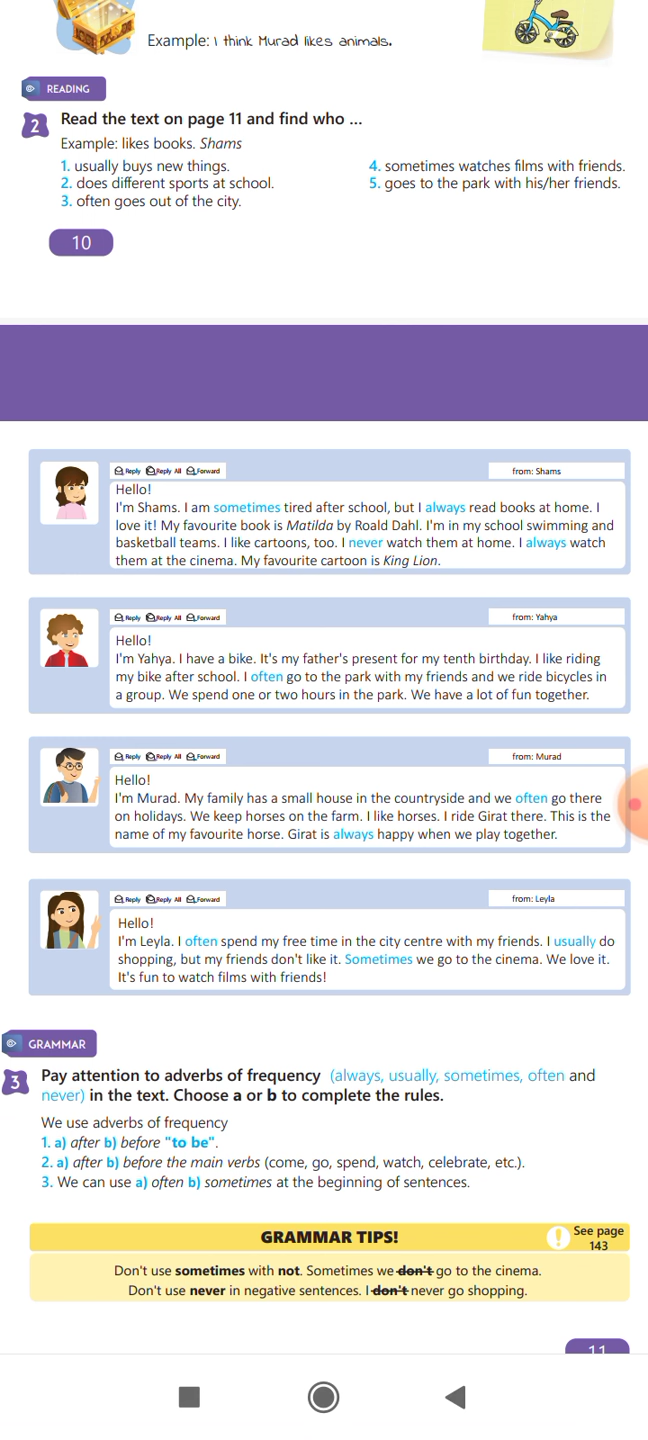 Example: I think Murad likes animals.
READING
2 Read the text on page 11 and find who ...
Example: likes books. Shams
1. usually buys new things.
2. does different sports at school.
3. often goes out of the city.
4. sometimes watches films with friends.
5. goes to the park with his/her friends.
10
Reply Reply All Forward
from: Shams
Hello!
I'm Shams. I am sometimes tired after school, but I always read books at home. I
love it! My favourite book is Matilda by Roald Dahl. I'm in my school swimming and
basketball teams. I like cartoons, too. I never watch them at home. I always watch
them at the cinema. My favourite cartoon is King Lion.
Reply Reply All Forward
from: Yahya
Hello!
I'm Yahya. I have a bike. It's my father's present for my tenth birthday. I like riding
my bike after school. I often go to the park with my friends and we ride bicycles in
a group. We spend one or two hours in the park. We have a lot of fun together.
Reply Reply All Forward
from: Murad
Hello!
I'm Murad. My family has a small house in the countryside and we often go there
on holidays. We keep horses on the farm. I like horses. I ride Girat there. This is the
name of my favourite horse. Girat is always happy when we play together.
Reply Reply All Forward
from: Leyla
Hello!
I'm Leyla. I often spend my free time in the city centre with my friends. I usually do
shopping, but my friends don't like it. Sometimes we go to the cinema. We love it.
It's fun to watch films with friends!
GRAMMAR
3 Pay attention to adverbs of frequency (always, usually, sometimes, often and
never) in the text. Choose a or b to complete the rules.
We use adverbs of frequency
1. a) after b) before "to be".
2. a) after b) before the main verbs (come, go, spend, watch, celebrate, etc.).
3. We can use a) often b) sometimes at the beginning of sentences.
GRAMMAR TIPS!
! See page
143
Don't use sometimes with not. Sometimes we don't go to the cinema.
Don't use never in negative sentences. I don't never go shopping.
11